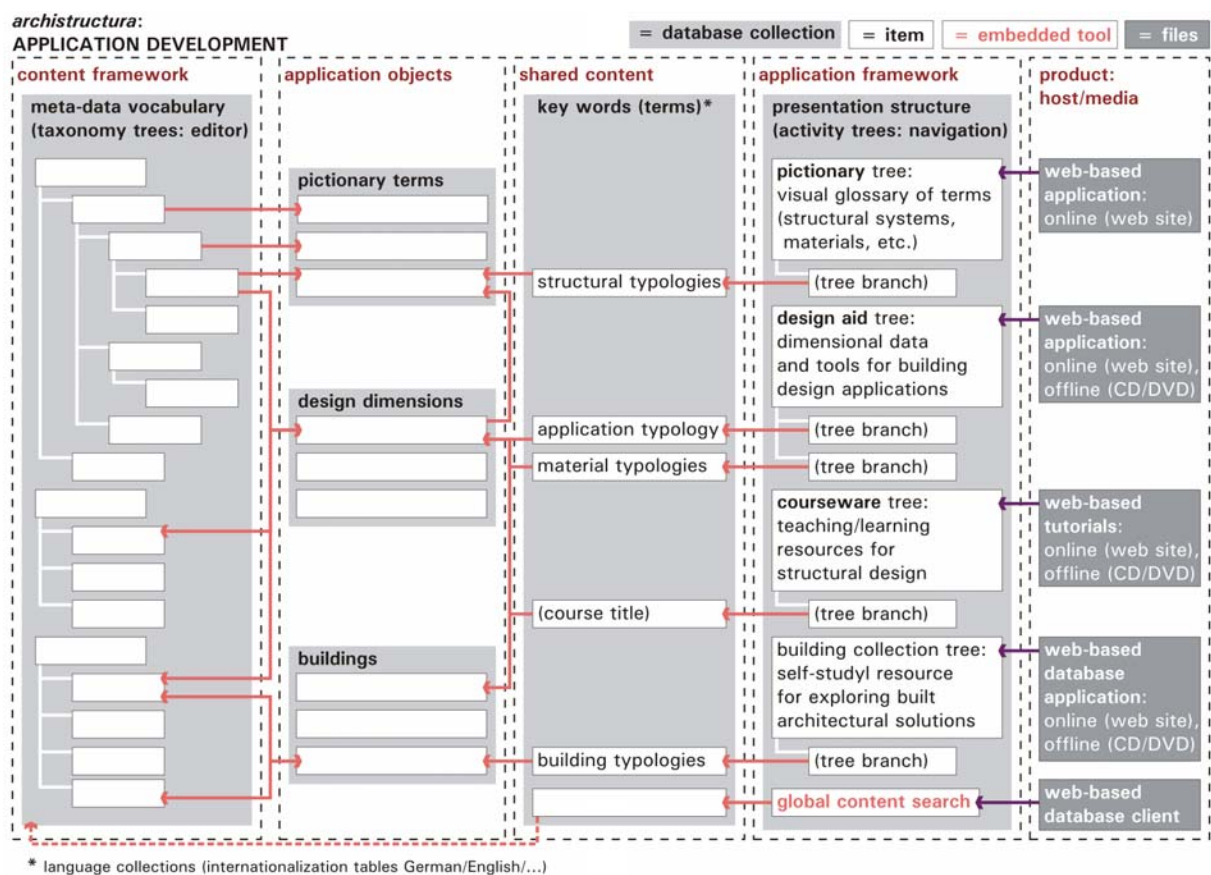 archistructura:
APPLICATION DEVELOPMENT
= database collection
= item
= embedded tool
= files
content framework
meta-data vocabulary
(taxonomy trees: editor)
application objects
pictionary terms
design dimensions
buildings
shared content
key words (terms)*
structural typologies
application typology
material typologies
(course title)
building typologies
application framework
presentation structure
(activity trees: navigation)
pictionary tree:
visual glossary of terms
(structural systems,
materials, etc.)
(tree branch)
design aid tree:
dimensional data
and tools for building
design applications
(tree branch)
(tree branch)
courseware tree:
teaching/learning
resources for
structural design
(tree branch)
building collection tree:
self-studyl resource
for exploring built
architectural solutions
(tree branch)
global content search
product:
host/media
web-based
application:
online (web site)
web-based
application:
online (web site),
offline (CD/DVD)
web-based
tutorials:
online (web site),
offline (CD/DVD)
web-based
database
application:
online (web site),
offline (CD/DVD)
web-based
database client
* language collections (internationalization tables German/English/...)